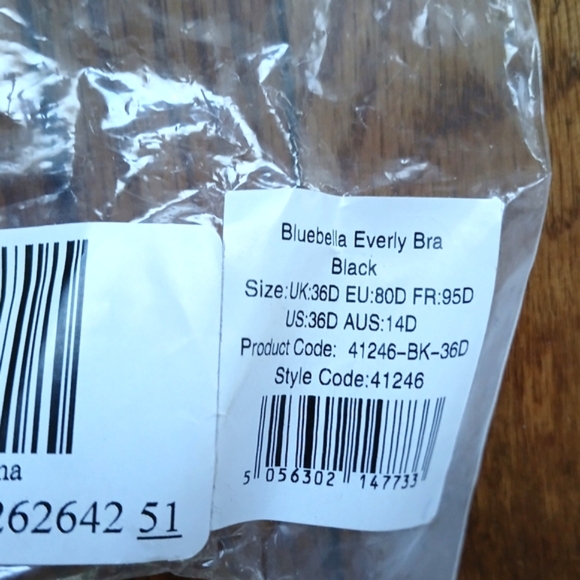 Bluebella Everly Bra
Black
Size:UK:36D EU:80D FR:95D
US:36D AUS:14D
Product Code: 41246-BK-36D
Style Code:41246
5 056302 147733
na
262642 51